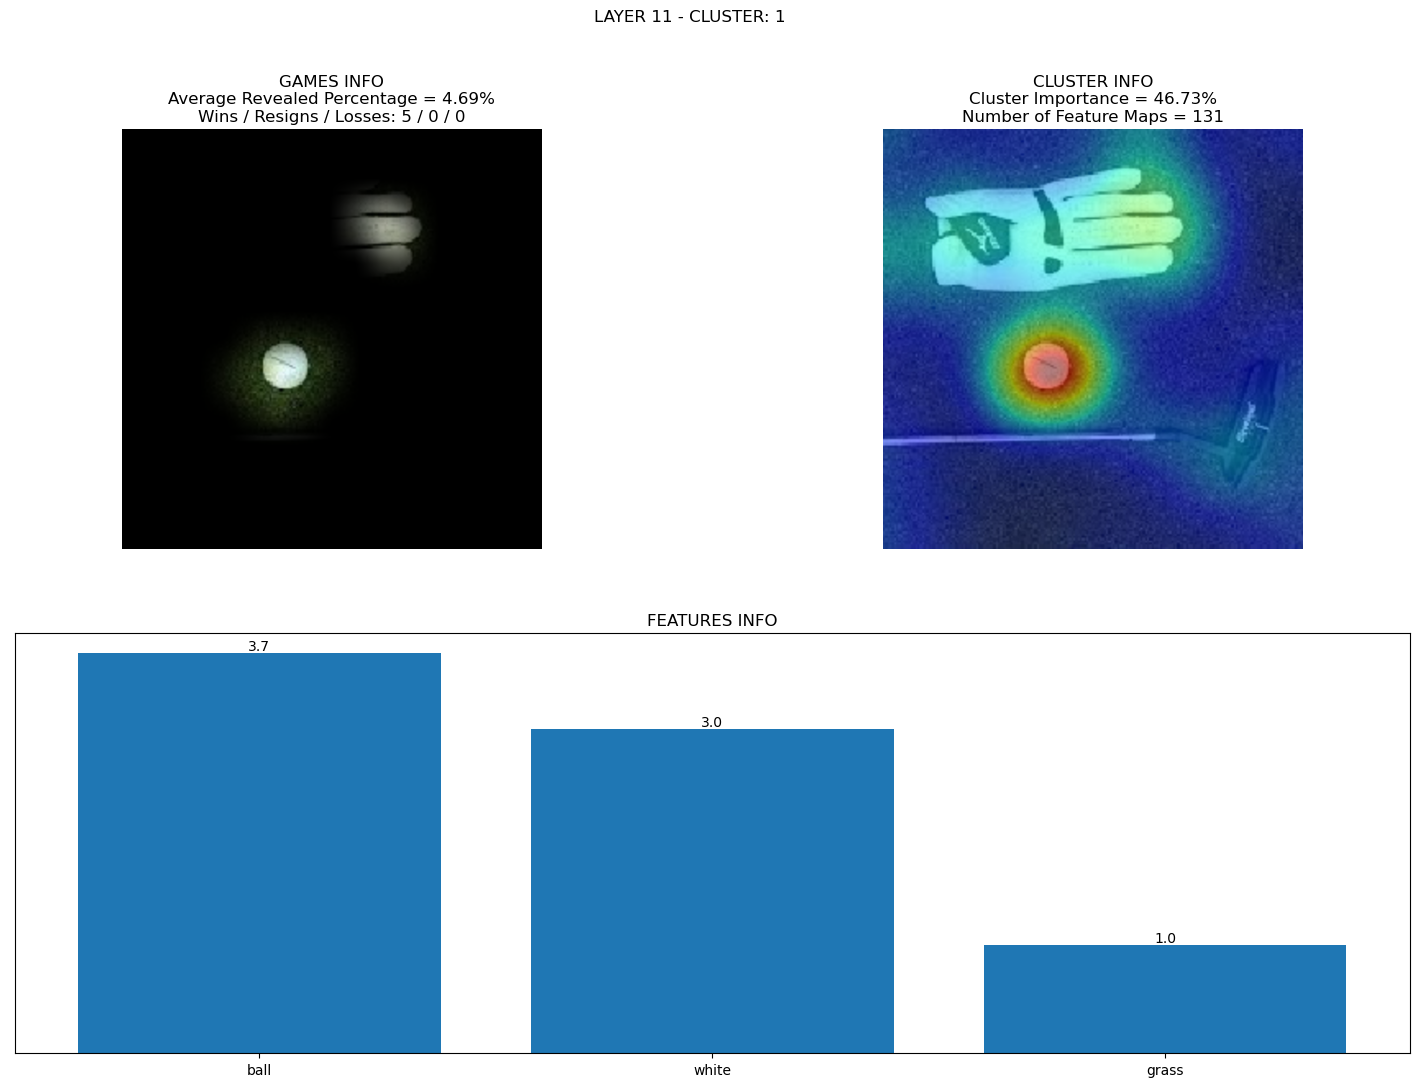 LAYER 11 - CLUSTER: 1
GAMES INFO
Average Revealed Percentage = 4.69%
Wins / Resigns / Losses: 5 / 0 / 0
CLUSTER INFO
Cluster Importance = 46.73%
Number of Feature Maps = 131
FEATURES INFO
3.7
3.0
1.0
ball
white
grass